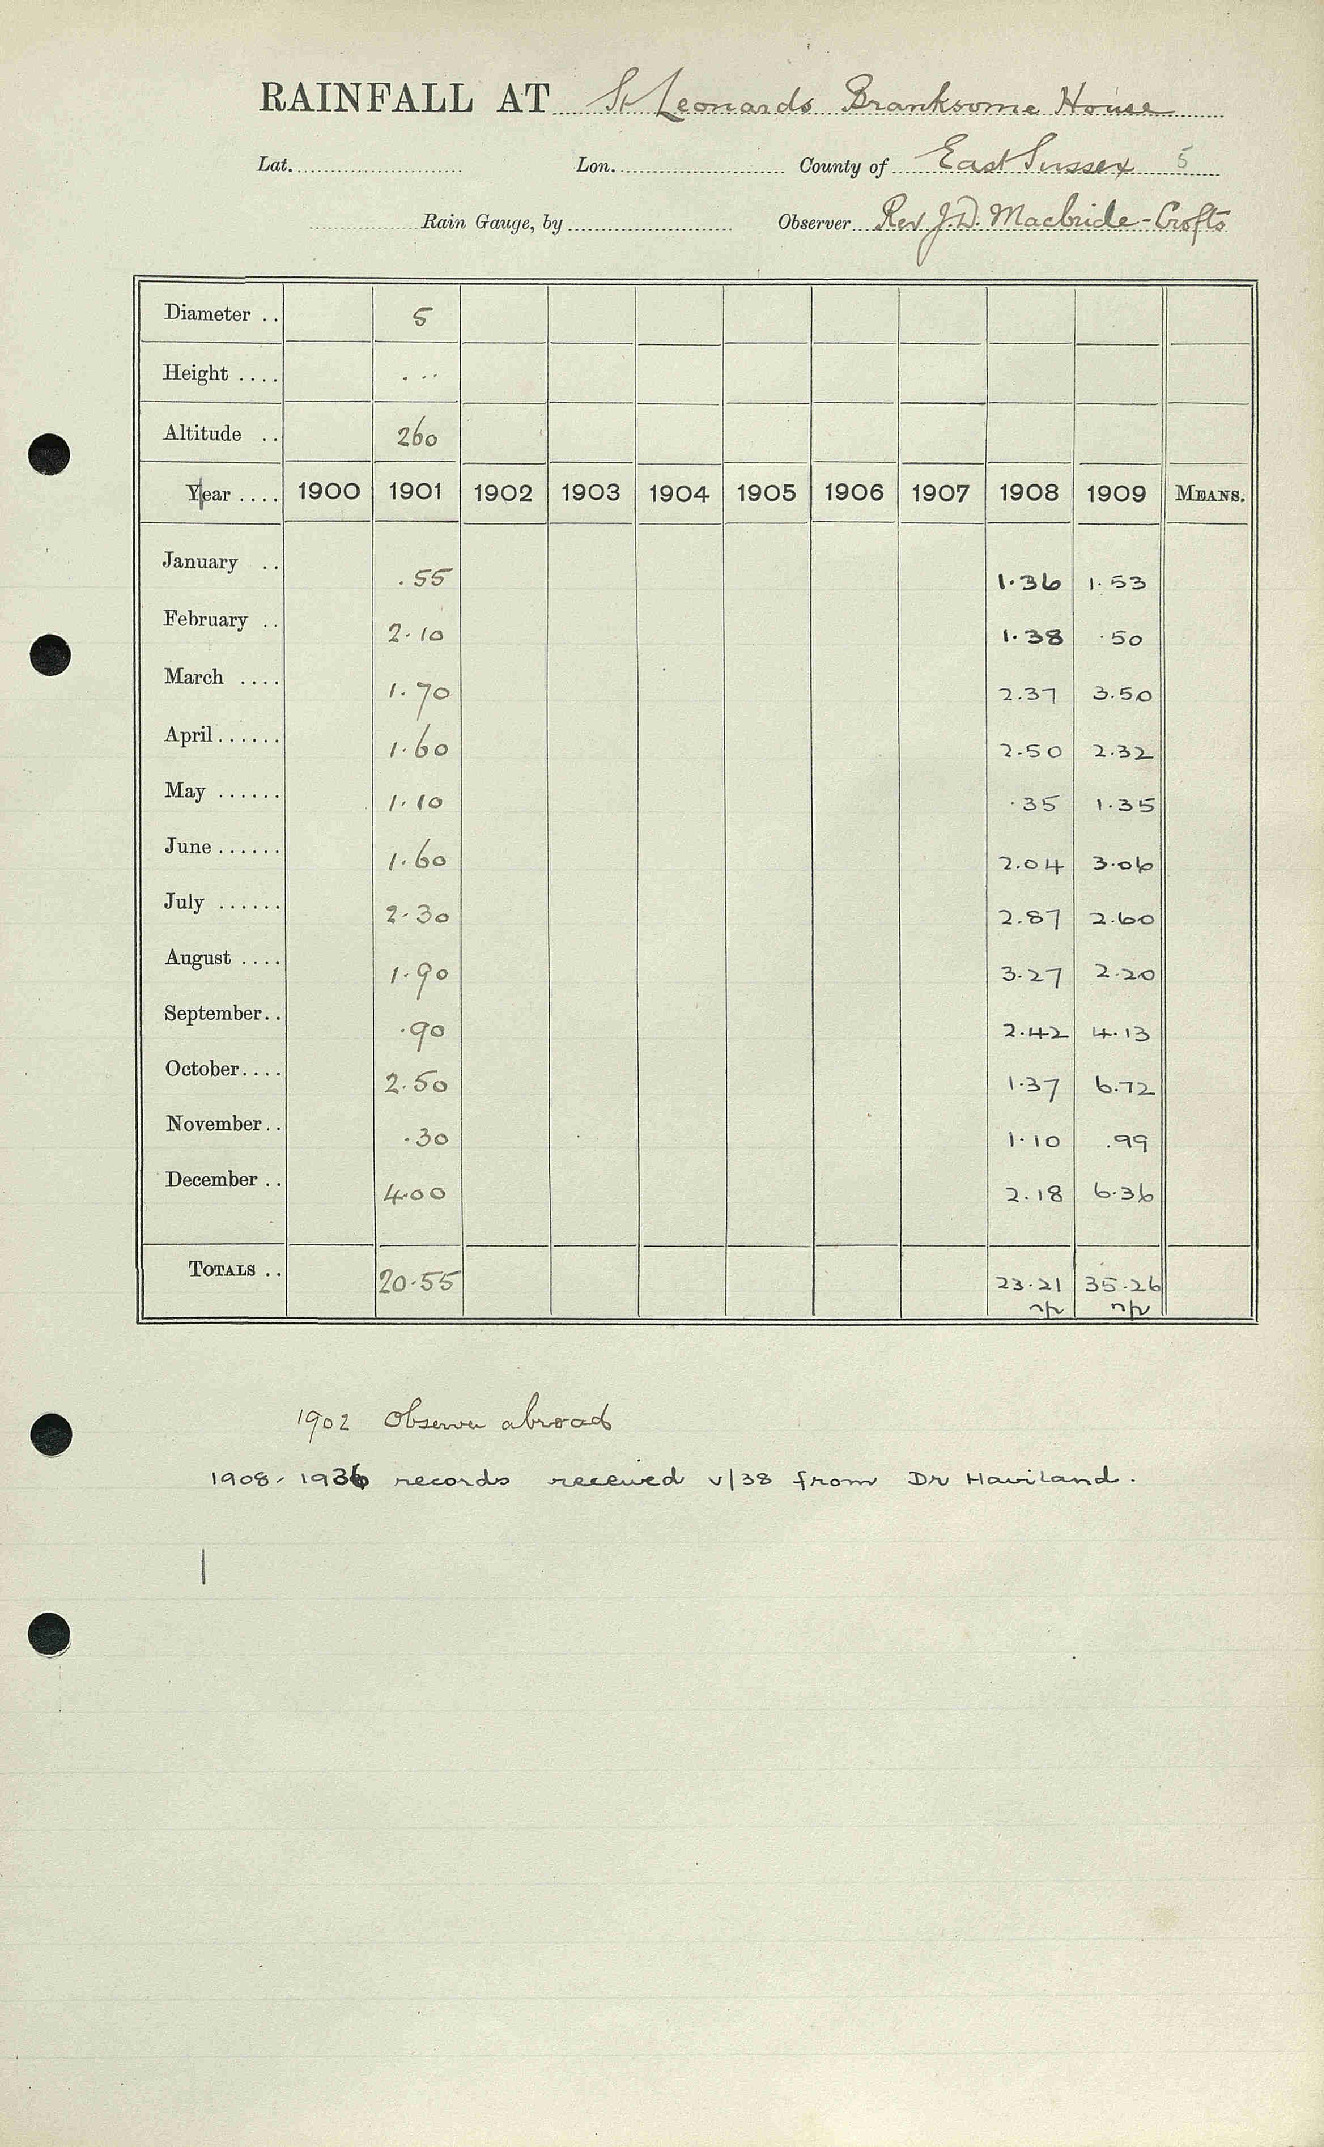 RAINFALL AT St Leonards Branksome House
Lat. Lon. County of East Sussex 5
Rain Gauge, by Observer Rev J.D. Macbride-Crofts
Diameter .. 5
Height .... . ..
Altitude .. 260
Year .... 1900 1901 1902 1903 1904 1905 1906 1907 1908 1909 MEANS.
January .. .55 1.36 1.53
February .. 2.10 1.38 .50
March .... 1.70 2.37 3.50
April...... 1.60 2.50 2.32
May ...... 1.10 .35 1.35
June...... 1.60 2.04 3.06
July ...... 2.30 2.87 2.60
August .... 1.90 3.27 2.20
September.. .90 2.42 4.13
October.... 2.50 1.37 6.72
November.. .30 1.10 .99
December .. 4.00 2.18 6.36
TOTALS .. 20.55 23.21 35.26
1902 Observer abroad
1908-1936 records received v/38 from Dr Haviland.